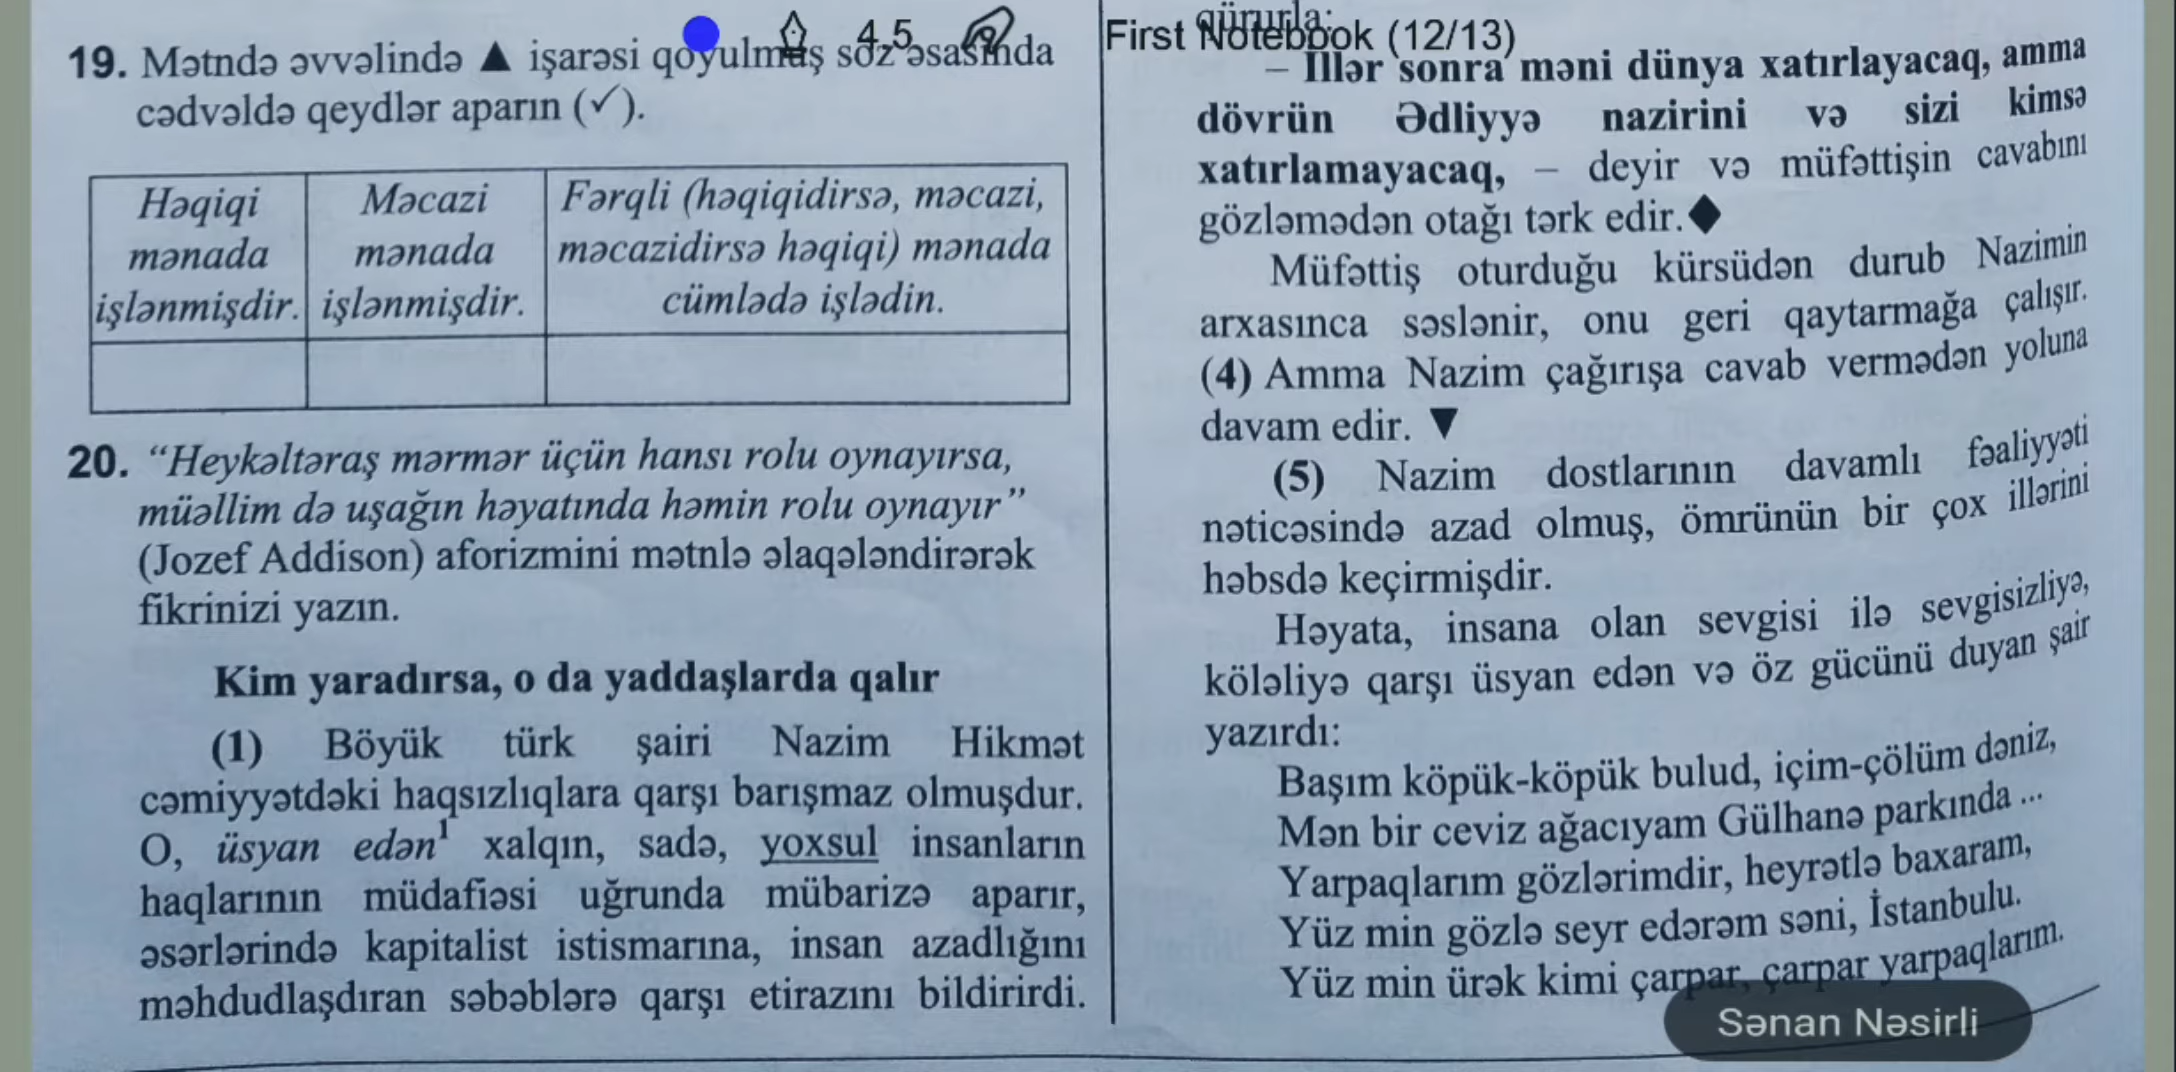 4.5
First Notebook (12/13)
19. Mətndə əvvəlində ▲ işarəsi qoyulmuş söz əsasında
cədvəldə qeydlər aparın (✓).
Həqiqi
mənada
işlənmişdir.
Məcazi
mənada
işlənmişdir.
Fərqli (həqiqidirsə, məcazi,
məcazidirsə həqiqi) mənada
cümlədə işlədin.
20. “Heykəltəraş mərmər üçün hansı rolu oynayırsa,
müəllim də uşağın həyatında həmin rolu oynayır”
(Jozef Addison) aforizmini mətnlə əlaqələndirərək
fikrinizi yazın.
Kim yaradırsa, o da yaddaşlarda qalır
(1) Böyük türk şairi Nazim Hikmət
cəmiyyətdəki haqsızlıqlara qarşı barışmaz olmuşdur.
O, üsyan edən¹ xalqın, sadə, yoxsul insanların
haqlarının müdafiəsi uğrunda mübarizə aparır,
əsərlərində kapitalist istismarına, insan azadlığını
məhdudlaşdıran səbəblərə qarşı etirazını bildirirdi.
qürurla:
– İllər sonra məni dünya xatırlayacaq, amma
dövrün Ədliyyə nazirini və sizi kimsə
xatırlamayacaq, – deyir və müfəttişin cavabını
gözləmədən otağı tərk edir.◆
Müfəttiş oturduğu kürsüdən durub Nazimin
arxasınca səslənir, onu geri qaytarmağa çalışır.
(4) Amma Nazim çağırışa cavab vermədən yoluna
davam edir. ▼
(5) Nazim dostlarının davamlı fəaliyyəti
nəticəsində azad olmuş, ömrünün bir çox illərini
həbsdə keçirmişdir.
Həyata, insana olan sevgisi ilə sevgisizliyə,
köləliyə qarşı üsyan edən və öz gücünü duyan şair
yazırdı:
Başım köpük-köpük bulud, içim-çölüm dəniz,
Mən bir ceviz ağacıyam Gülhanə parkında ...
Yarpaqlarım gözlərimdir, heyrətlə baxaram,
Yüz min gözlə seyr edərəm səni, İstanbulu.
Yüz min ürək kimi çarpar, çarpar yarpaqlarım.
Sənan Nəsirli